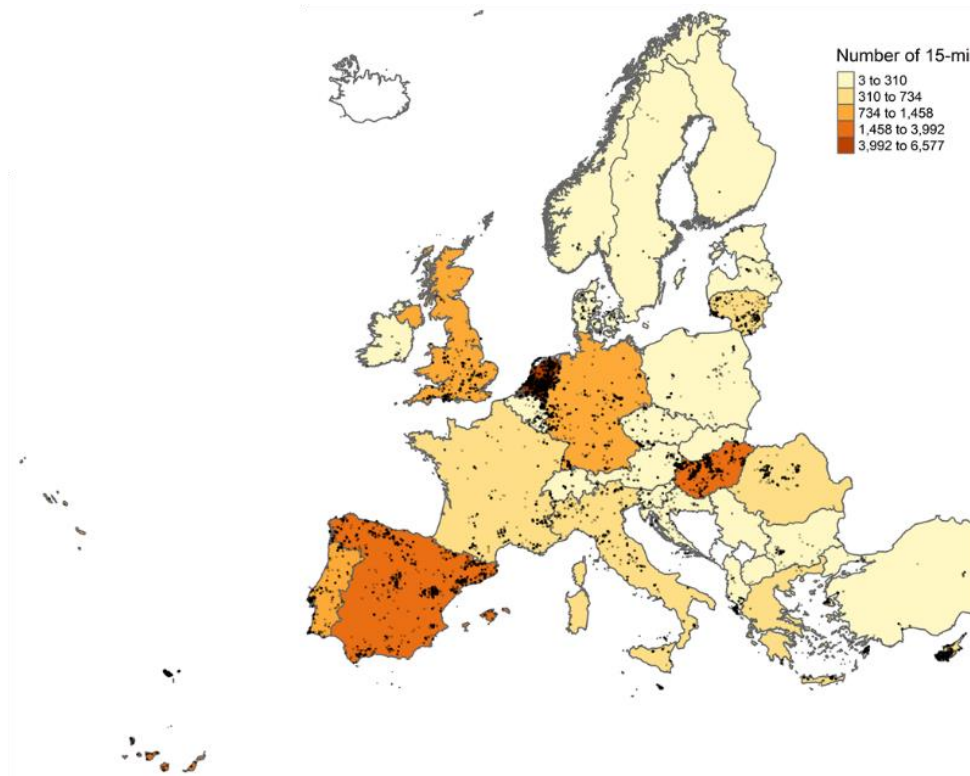 Number of 15-mi
3 to 310
310 to 734
734 to 1,458
1,458 to 3,992
3,992 to 6,577